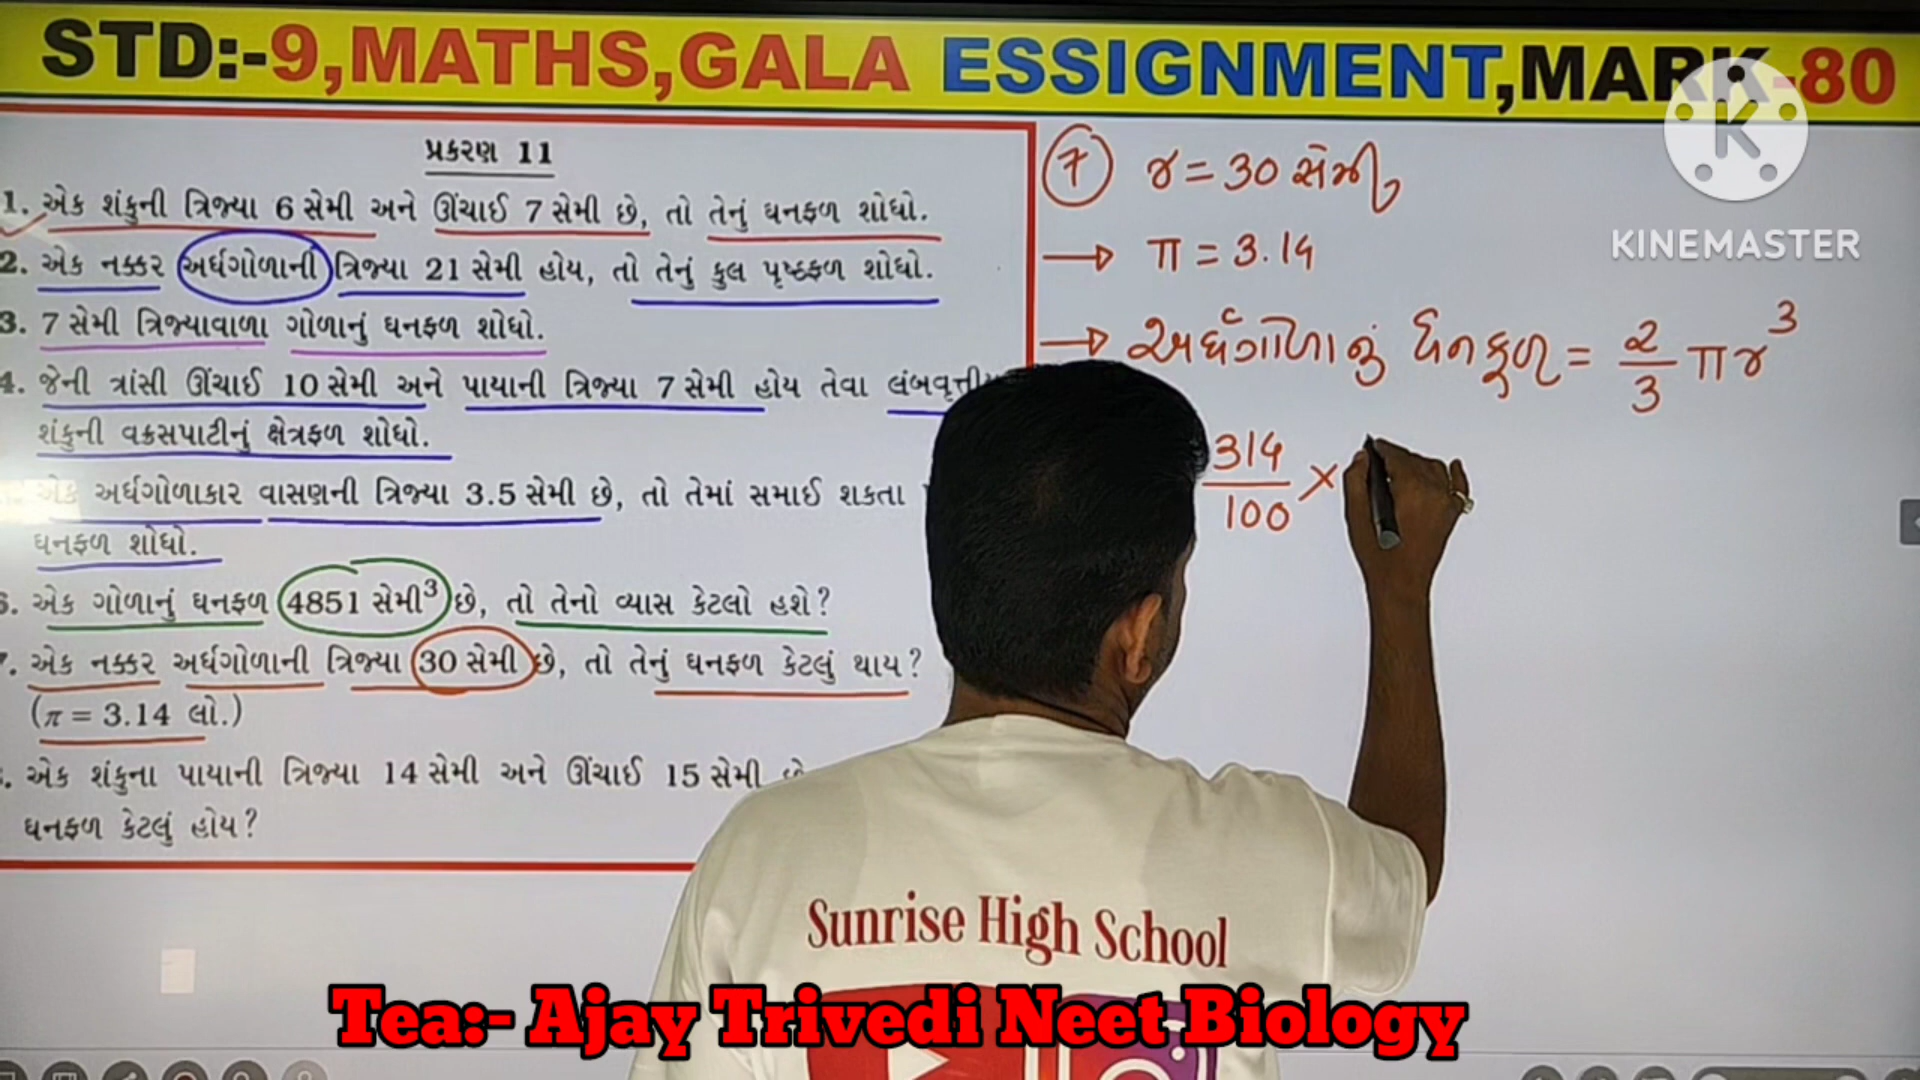 STD:-9,MATHS,GALA ESSIGNMENT,MARK-80
KINEMASTER
પ્રકરણ 11
1. એક શંકુની ત્રિજ્યા 6 સેમી અને ઊંચાઈ 7 સેમી છે, તો તેનું ઘનફળ શોધો.
2. એક નક્કર અર્ધગોળાની ત્રિજ્યા 21 સેમી હોય, તો તેનું કુલ પૃષ્ઠફળ શોધો.
3. 7 સેમી ત્રિજ્યાવાળા ગોળાનું ઘનફળ શોધો.
4. જેની ત્રાંસી ઊંચાઈ 10 સેમી અને પાયાની ત્રિજ્યા 7 સેમી હોય તેવા
શંકુની વક્રસપાટીનું ક્ષેત્રફળ શોધો.
એક અર્ધગોળાકાર વાસણની ત્રિજ્યા 3.5 સેમી છે, તો તેમાં સમાઈ શકતા
ઘનફળ શોધો.
6. એક ગોળાનું ઘનફળ 4851 સેમી³ છે, તો તેનો વ્યાસ કેટલો હશે?
7. એક નક્કર અર્ધગોળાની ત્રિજ્યા 30 સેમી છે, તો તેનું ઘનફળ કેટલું થાય?
(π = 3.14 લો.)
એક શંકુના પાયાની ત્રિજ્યા 14 સેમી અને ઊંચાઈ 15 સેમી
ઘનફળ કેટલું હોય?
7 r = 30 સેમી
→ π = 3.14
→ અર્ધગોળાનું ઘનફળ = 2/3 πr³
314/100 ×
Sunrise High School
Tea:- Ajay Trivedi Neet Biology